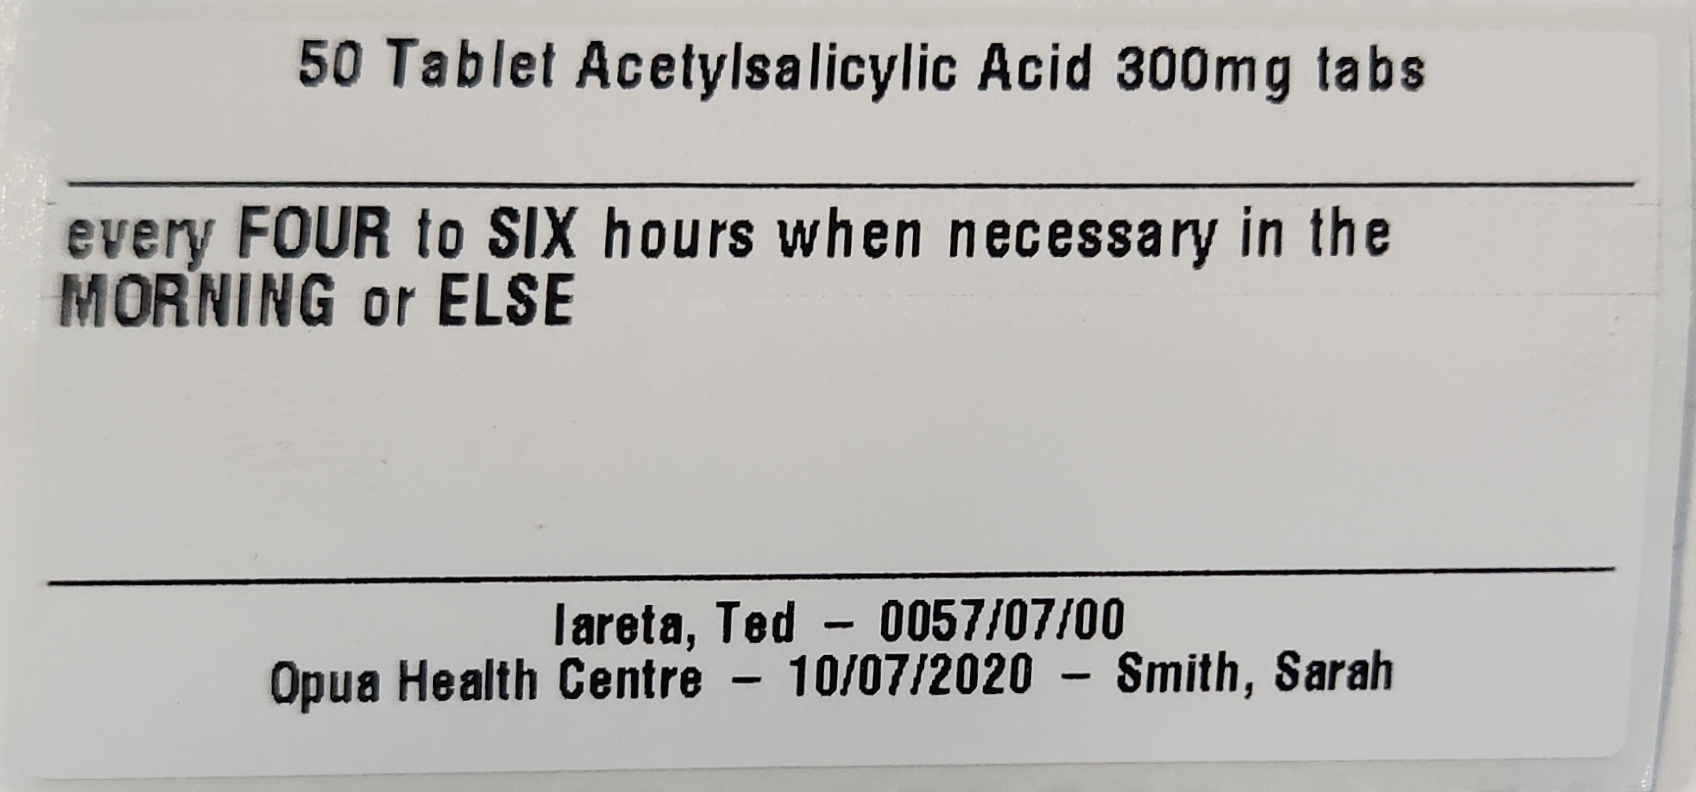 50 Tablet Acetylsalicylic Acid 300mg tabs
every FOUR to SIX hours when necessary in the
MORNING or ELSE
Iareta, Ted – 0057/07/00
Opua Health Centre – 10/07/2020 – Smith, Sarah